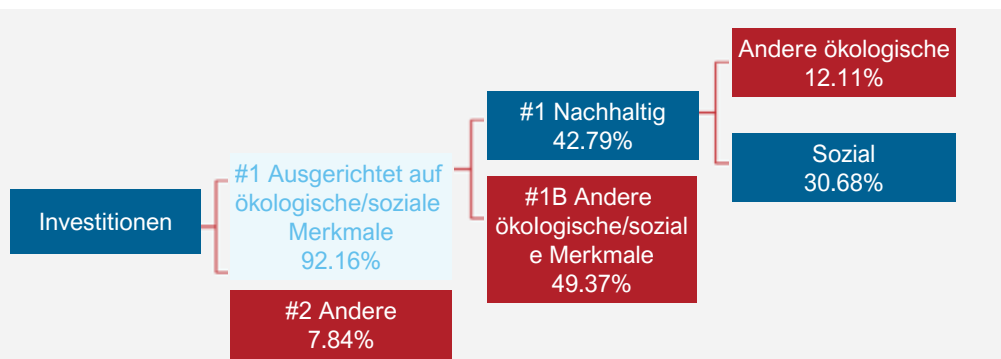 Investitionen
#1 Ausgerichtet auf
ökologische/soziale
Merkmale
92.16%
#2 Andere
7.84%
#1 Nachhaltig
42.79%
#1B Andere
ökologische/sozial
e Merkmale
49.37%
Andere ökologische
12.11%
Sozial
30.68%